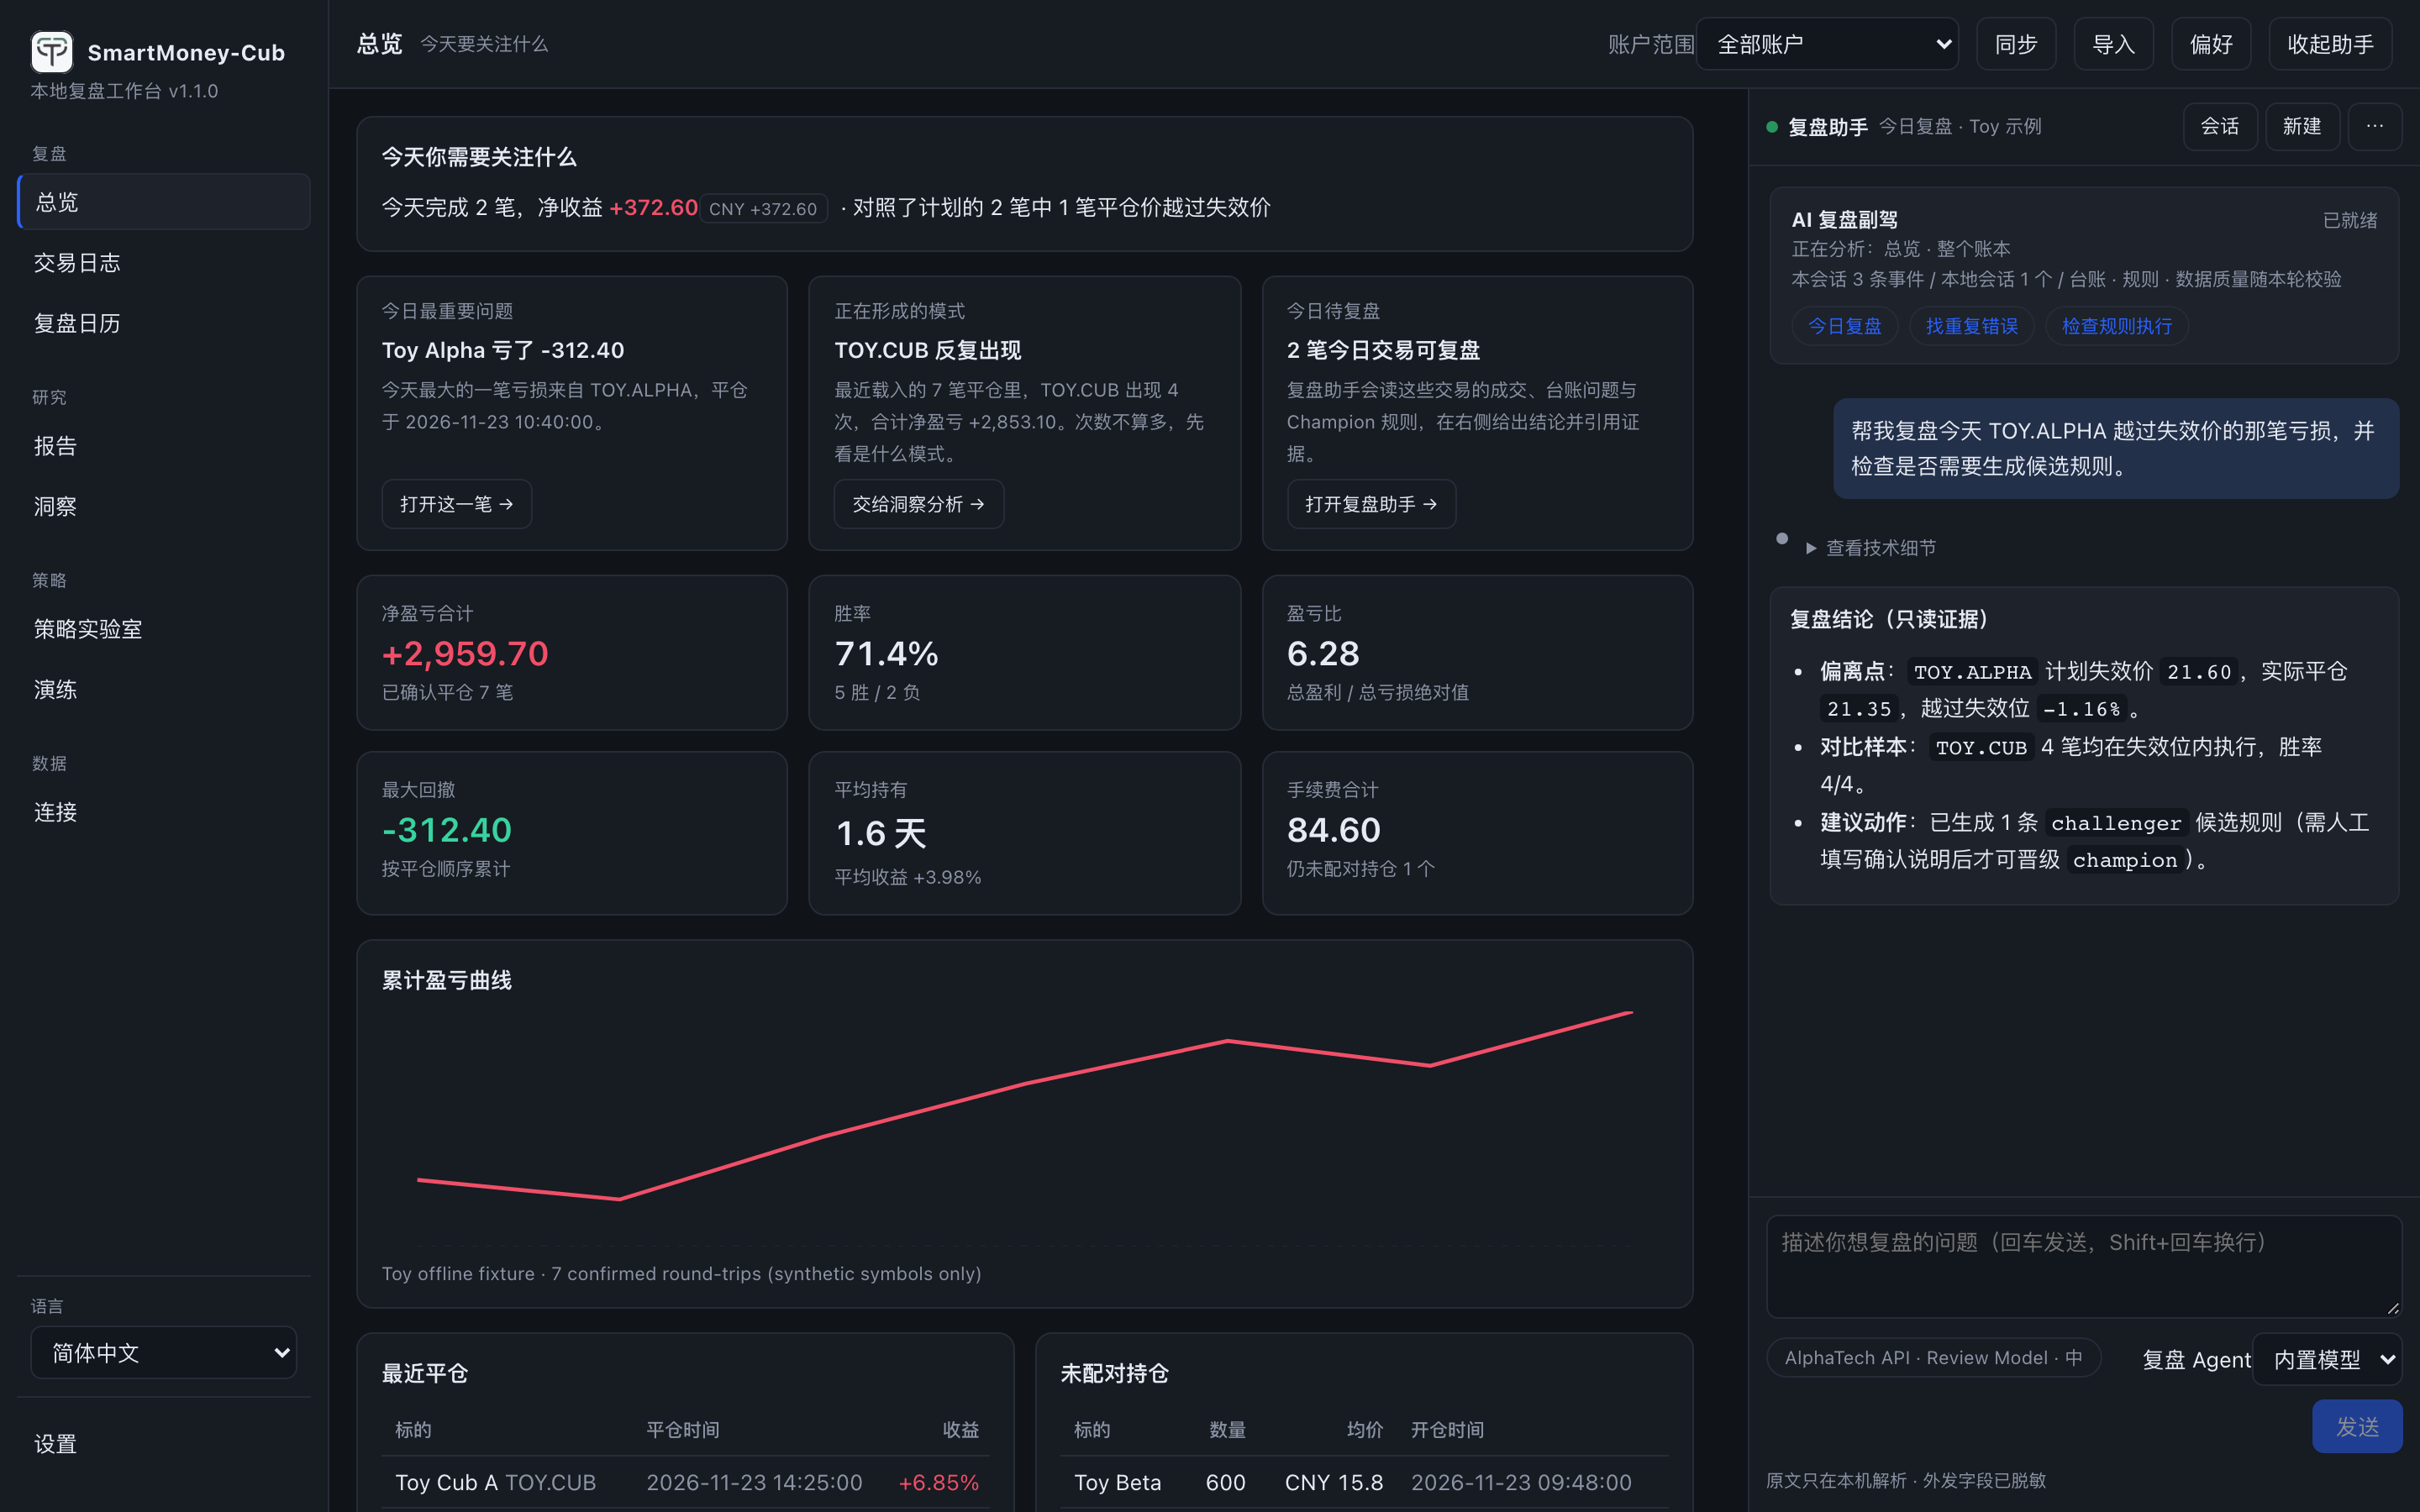 SmartMoney-Cub
本地复盘工作台 v1.1.0
复盘
总览
交易日志
复盘日历
研究
报告
洞察
策略
策略实验室
演练
数据
连接
语言
简体中文
设置
总览 今天要关注什么
账户范围 全部账户 同步 导入 偏好 收起助手
今天你需要关注什么
今天完成 2 笔，净收益 +372.60 CNY +372.60 · 对照了计划的 2 笔中 1 笔平仓价越过失效价
今日最重要问题
Toy Alpha 亏了 -312.40
今天最大的一笔亏损来自 TOY.ALPHA，平仓
于 2026-11-23 10:40:00。
打开这一笔 →
正在形成的模式
TOY.CUB 反复出现
最近载入的 7 笔平仓里，TOY.CUB 出现 4
次，合计净盈亏 +2,853.10。次数不算多，先
看是什么模式。
交给洞察分析 →
今日待复盘
2 笔今日交易可复盘
复盘助手会读这些交易的成交、台账问题与
Champion 规则，在右侧给出结论并引用证
据。
打开复盘助手 →
净盈亏合计
+2,959.70
已确认平仓 7 笔
胜率
71.4%
5 胜 / 2 负
盈亏比
6.28
总盈利 / 总亏损绝对值
最大回撤
-312.40
按平仓顺序累计
平均持有
1.6 天
平均收益 +3.98%
手续费合计
84.60
仍未配对持仓 1 个
累计盈亏曲线
Toy offline fixture · 7 confirmed round-trips (synthetic symbols only)
最近平仓
标的 平仓时间 收益
Toy Cub A TOY.CUB 2026-11-23 14:25:00 +6.85%
未配对持仓
标的 数量 均价 开仓时间
Toy Beta 600 CNY 15.8 2026-11-23 09:48:00
复盘助手 今日复盘 · Toy 示例 会话 新建 ···
AI 复盘副驾 已就绪
正在分析：总览 · 整个账本
本会话 3 条事件 / 本地会话 1 个 / 台账 · 规则 · 数据质量随本轮校验
今日复盘 找重复错误 检查规则执行
帮我复盘今天 TOY.ALPHA 越过失效价的那笔亏损，并
检查是否需要生成候选规则。
▶ 查看技术细节
复盘结论（只读证据）
• 偏离点： TOY.ALPHA 计划失效价 21.60 ，实际平仓
21.35 ，越过失效位 -1.16% 。
• 对比样本： TOY.CUB 4 笔均在失效位内执行，胜率
4/4。
• 建议动作：已生成 1 条 challenger 候选规则（需人工
填写确认说明后才可晋级 champion ）。
描述你想复盘的问题（回车发送，Shift+回车换行）
AlphaTech API · Review Model · 中 复盘 Agent 内置模型
发送
原文只在本机解析 · 外发字段已脱敏